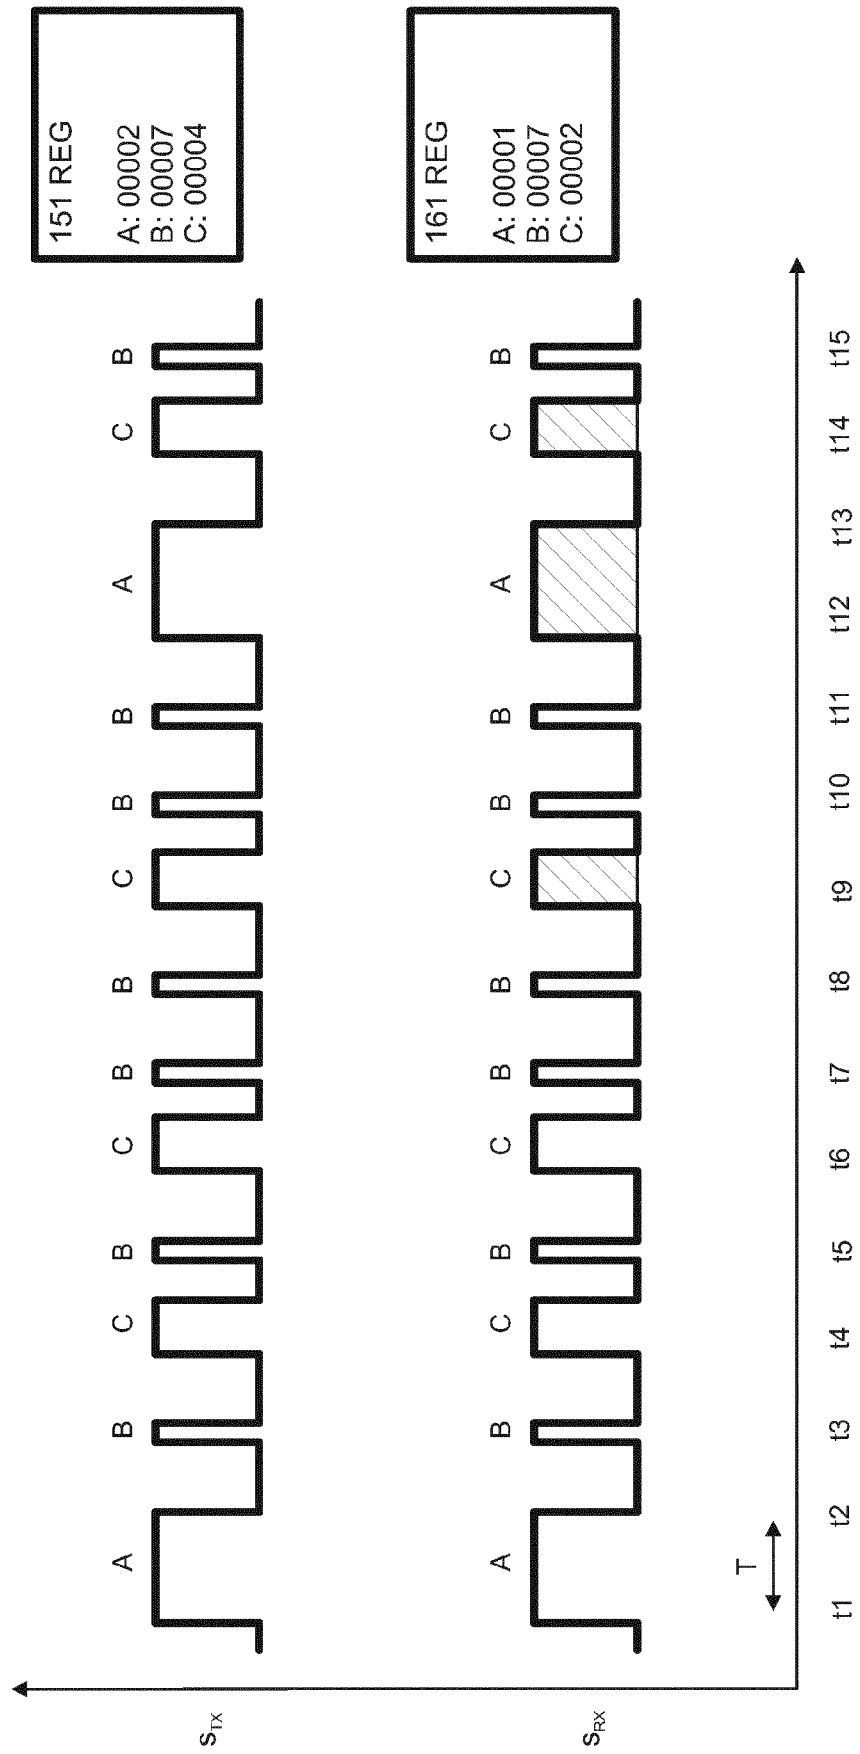 S_TX
A B C B C B B C B B A C B
151 REG
A: 00002
B: 00007
C: 00004
S_RX
A B C B C B B C B B A C B
161 REG
A: 00001
B: 00007
C: 00002
T
t1 t2 t3 t4 t5 t6 t7 t8 t9 t10 t11 t12 t13 t14 t15